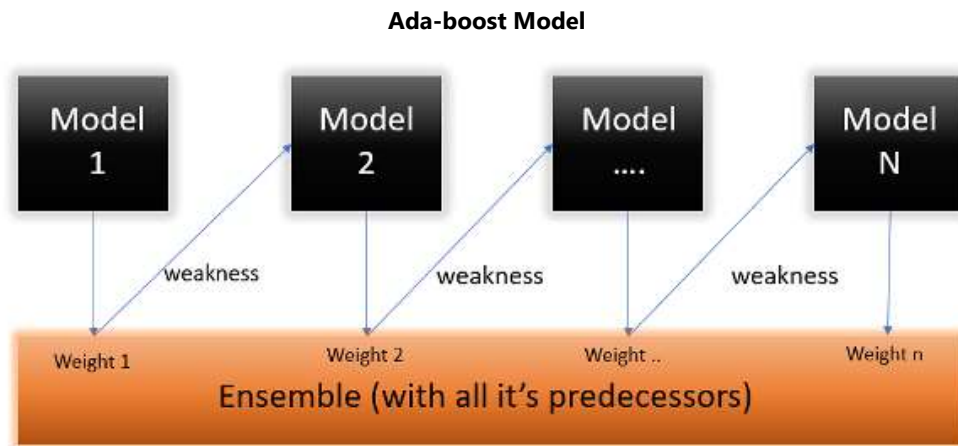 Ada-boost Model
Model
1
Model
2
Model
....
Model
N
weakness
weakness
weakness
Weight 1
Weight 2
Weight ..
Weight n
Ensemble (with all it's predecessors)